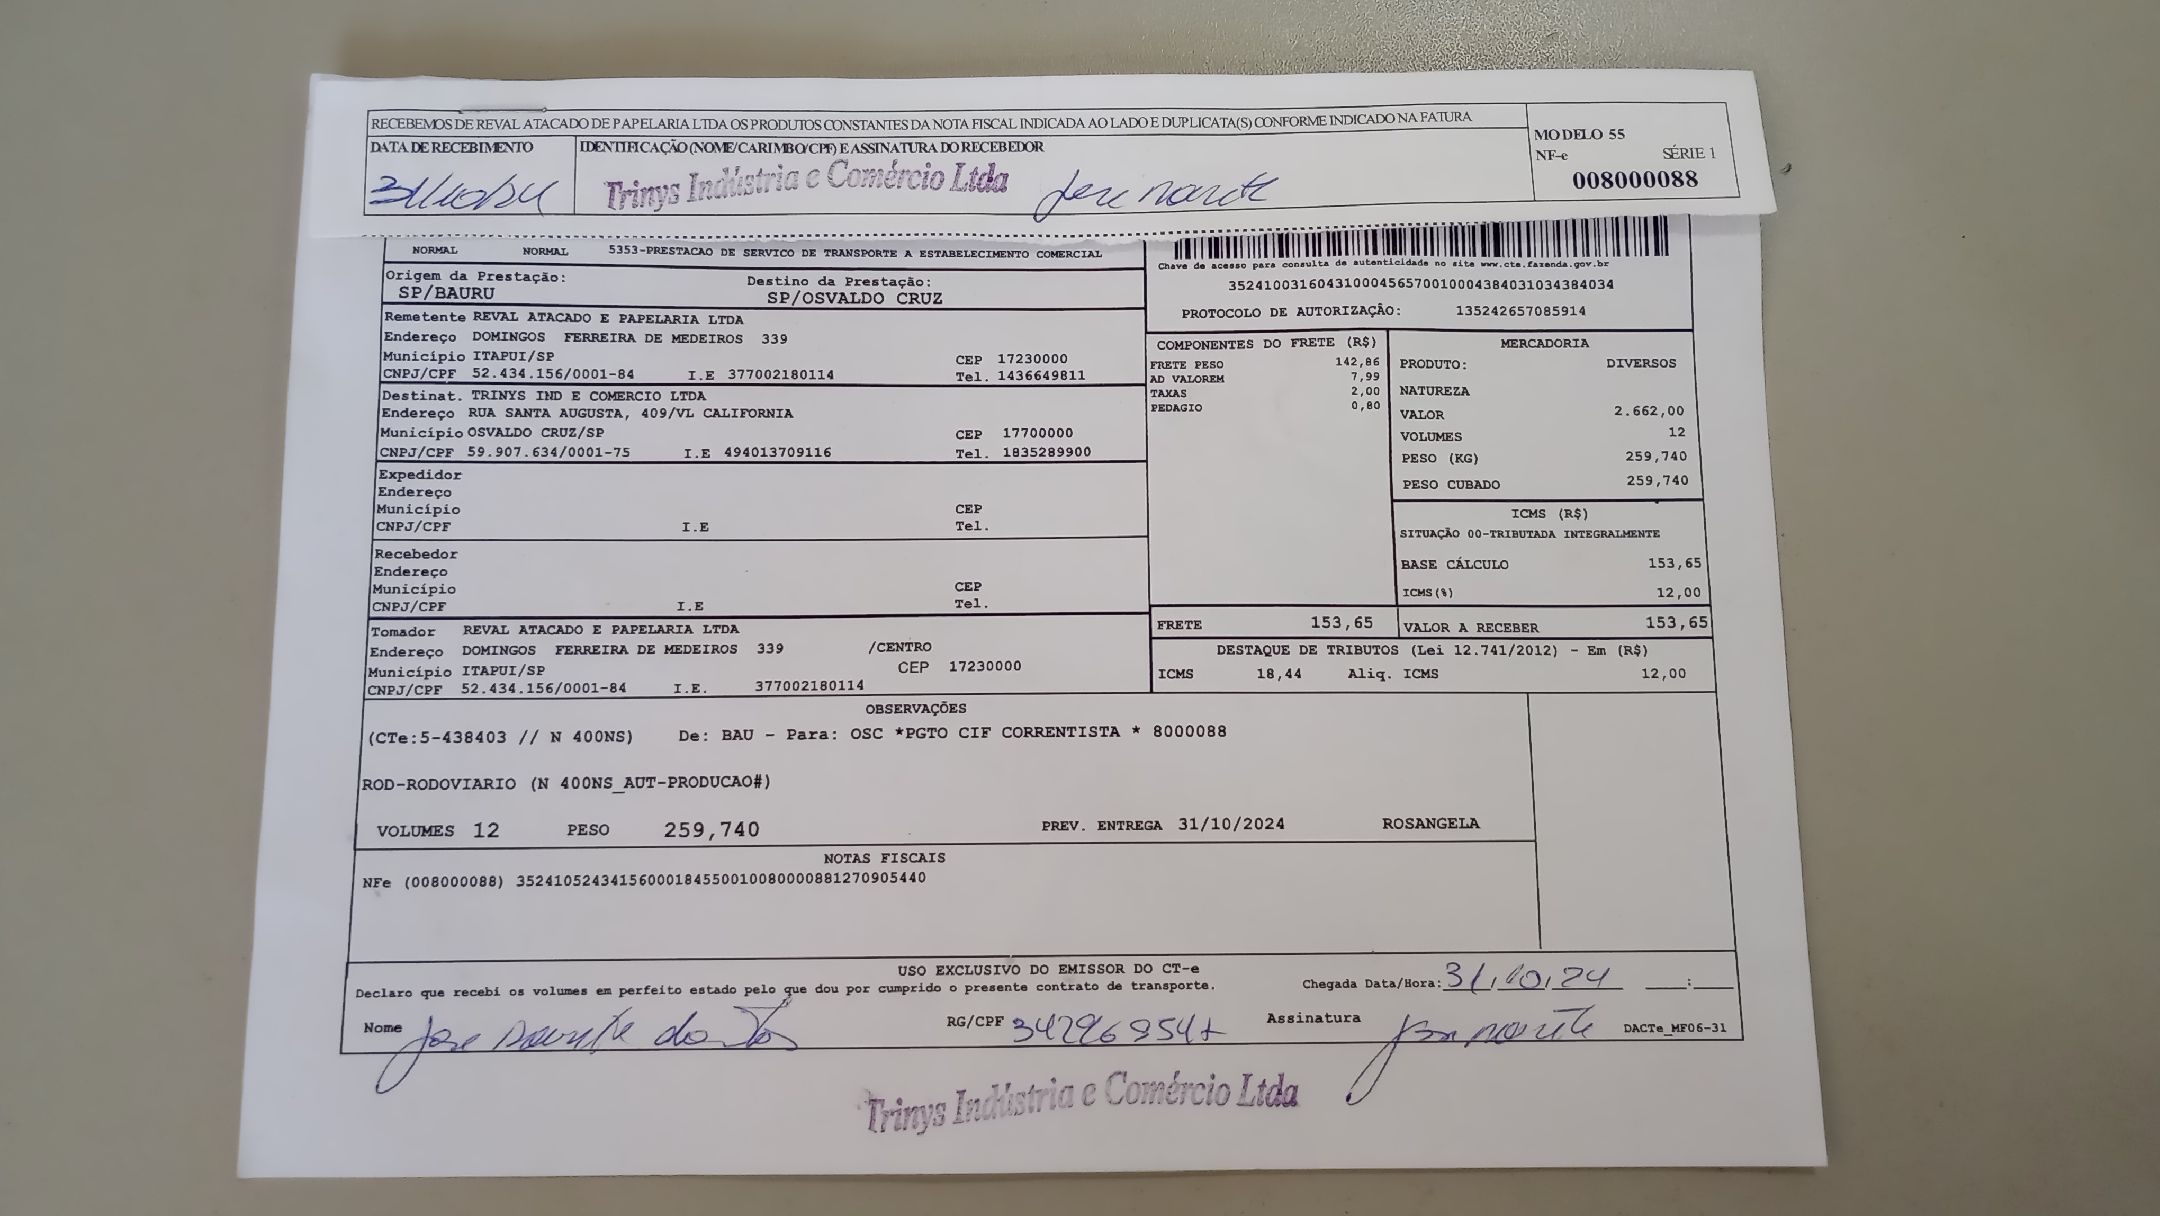 RECEBEMOS DE REVAL ATACADO DE PAPELARIA LTDA OS PRODUTOS CONSTANTES DA NOTA FISCAL INDICADA AO LADO E DUPLICATA(S) CONFORME INDICADO NA FATURA
MODELO 55
NF-e SÉRIE 1
008000088
DATA DE RECEBIMENTO IDENTIFICAÇÃO (NOME/CARIMBO/CPF) E ASSINATURA DO RECEBEDOR
31/10/24 Trinys Indústria e Comércio Ltda Jose
NORMAL NORMAL 5353-PRESTACAO DE SERVICO DE TRANSPORTE A ESTABELECIMENTO COMERCIAL
Origem da Prestação: Destino da Prestação:
SP/BAURU SP/OSVALDO CRUZ
Chave de acesso para consulta de autenticidade no site www.cte.fazenda.gov.br
35241003160431000456570010004384031034384034
PROTOCOLO DE AUTORIZAÇÃO: 135242657085914
Remetente REVAL ATACADO E PAPELARIA LTDA
Endereço DOMINGOS FERREIRA DE MEDEIROS 339
Município ITAPUI/SP CEP 17230000
CNPJ/CPF 52.434.156/0001-84 I.E 377002180114 Tel. 1436649811
Destinat. TRINYS IND E COMERCIO LTDA
Endereço RUA SANTA AUGUSTA, 409/VL CALIFORNIA
Município OSVALDO CRUZ/SP CEP 17700000
CNPJ/CPF 59.907.634/0001-75 I.E 494013709116 Tel. 1835289900
Expedidor
Endereço
Município CEP
CNPJ/CPF I.E Tel.
Recebedor
Endereço
Município CEP
CNPJ/CPF I.E Tel.
Tomador REVAL ATACADO E PAPELARIA LTDA
Endereço DOMINGOS FERREIRA DE MEDEIROS 339 /CENTRO
Município ITAPUI/SP CEP 17230000
CNPJ/CPF 52.434.156/0001-84 I.E. 377002180114
COMPONENTES DO FRETE (R$)
FRETE PESO 142,86
AD VALOREM 7,99
TAXAS 2,00
PEDAGIO 0,80
MERCADORIA
PRODUTO: DIVERSOS
NATUREZA
VALOR 2.662,00
VOLUMES 12
PESO (KG) 259,740
PESO CUBADO 259,740
ICMS (R$)
SITUAÇÃO 00-TRIBUTADA INTEGRALMENTE
BASE CÁLCULO 153,65
ICMS(%) 12,00
FRETE 153,65 VALOR A RECEBER 153,65
DESTAQUE DE TRIBUTOS (Lei 12.741/2012) - Em (R$)
ICMS 18,44 Aliq. ICMS 12,00
OBSERVAÇÕES
(CTe:5-438403 // N 400NS) De: BAU - Para: OSC *PGTO CIF CORRENTISTA * 8000088
ROD-RODOVIARIO (N 400NS_AUT-PRODUCAO#)
VOLUMES 12 PESO 259,740 PREV. ENTREGA 31/10/2024 ROSANGELA
NOTAS FISCAIS
NFe (008000088) 35241052434156000184550010080000881270905440
USO EXCLUSIVO DO EMISSOR DO CT-e
Declaro que recebi os volumes em perfeito estado pelo que dou por cumprido o presente contrato de transporte. Chegada Data/Hora: 31/10/24 ___:___
Nome Jose RG/CPF Assinatura DACTe_MF06-31
Trinys Indústria e Comércio Ltda